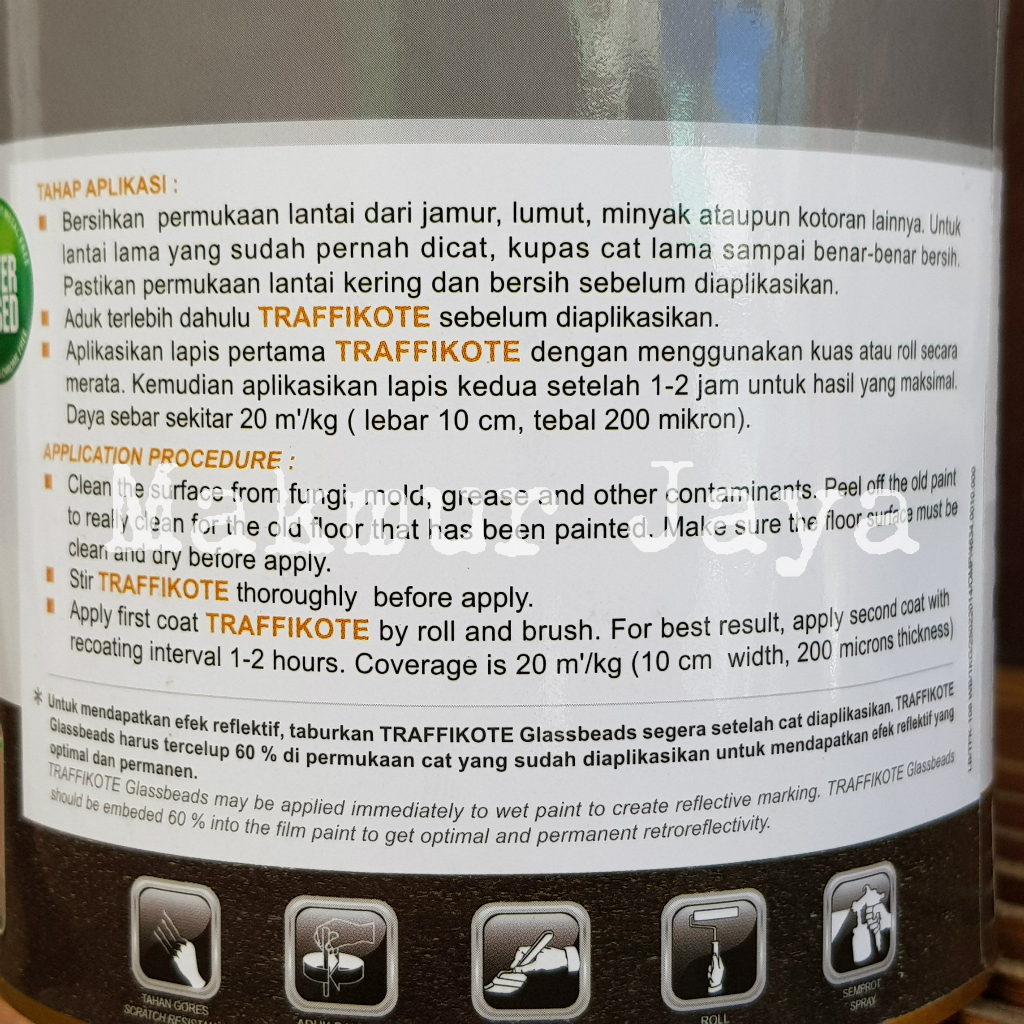 TAHAP APLIKASI :
Bersihkan permukaan lantai dari jamur, lumut, minyak ataupun kotoran lainnya. Untuk
lantai lama yang sudah pernah dicat, kupas cat lama sampai benar-benar bersih.
Pastikan permukaan lantai kering dan bersih sebelum diaplikasikan.
Aduk terlebih dahulu TRAFFIKOTE sebelum diaplikasikan.
Aplikasikan lapis pertama TRAFFIKOTE dengan menggunakan kuas atau roll secara
merata. Kemudian aplikasikan lapis kedua setelah 1-2 jam untuk hasil yang maksimal.
Daya sebar sekitar 20 m'/kg ( lebar 10 cm, tebal 200 mikron).
APPLICATION PROCEDURE :
Clean the surface from fungi, mold, grease and other contaminants. Peel off the old paint
to really clean for the old floor that has been painted. Make sure the floor surface must be
clean and dry before apply.
Stir TRAFFIKOTE thoroughly before apply.
Apply first coat TRAFFIKOTE by roll and brush. For best result, apply second coat with
recoating interval 1-2 hours. Coverage is 20 m'/kg (10 cm width, 200 microns thickness)
Makmur Jaya
* Untuk mendapatkan efek reflektif, taburkan TRAFFIKOTE Glassbeads segera setelah cat diaplikasikan. TRAFFIKOTE
Glassbeads harus tercelup 60 % di permukaan cat yang sudah diaplikasikan untuk mendapatkan efek reflektif yang
optimal dan permanen.
TRAFFIKOTE Glassbeads may be applied immediately to wet paint to create reflective marking. TRAFFIKOTE Glassbeads
should be embeded 60 % into the film paint to get optimal and permanent retroreflectivity.
TAHAN GORES
SCRATCH
ROLL
SEMPROT
SPRAY